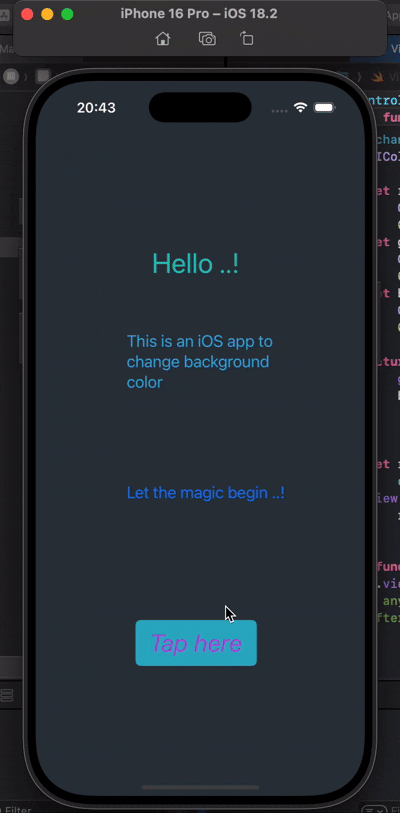 iPhone 16 Pro – iOS 18.2
20:43
Hello ..!
This is an iOS app to
change background
color
Let the magic begin ..!
Tap here
Filter